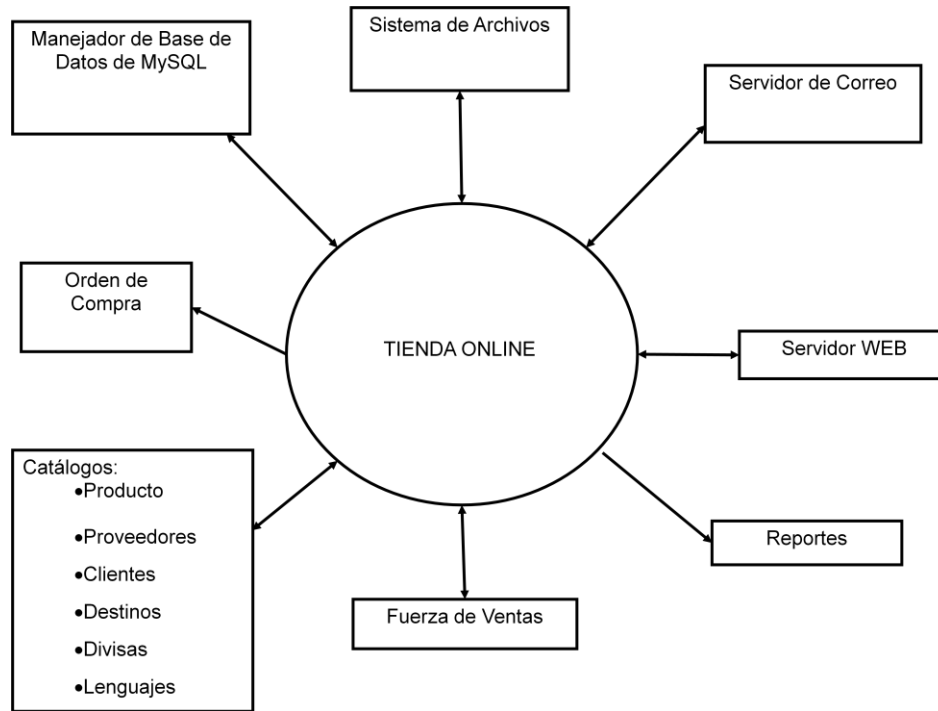 Manejador de Base de
Datos de MySQL
Sistema de Archivos
Servidor de Correo
Orden de
Compra
TIENDA ONLINE
Servidor WEB
Catálogos:
•Producto
•Proveedores
•Clientes
•Destinos
•Divisas
•Lenguajes
Fuerza de Ventas
Reportes